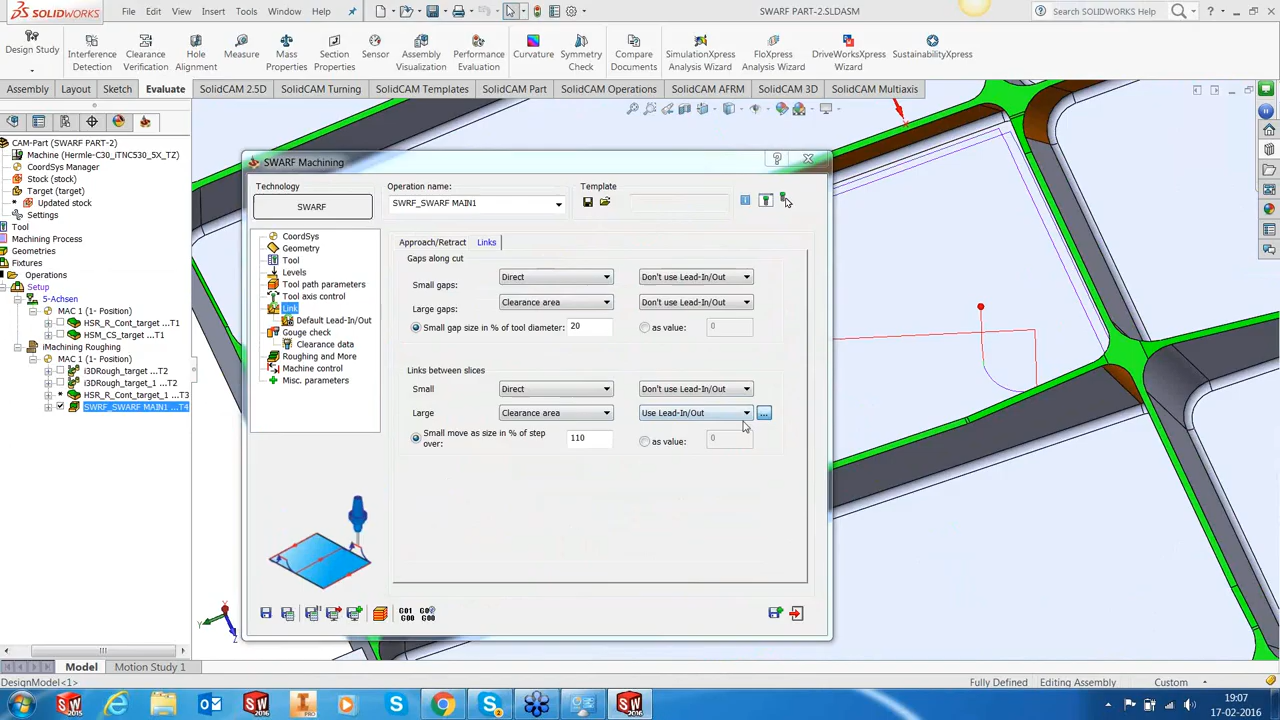 SOLIDWORKS
File Edit View Insert Tools Window Help
SWARF PART-2.SLDASM
Search SOLIDWORKS Help
Design Study
Interference Detection
Clearance Verification
Hole Alignment
Measure
Mass Properties
Section Properties
Sensor
Assembly Visualization
Performance Evaluation
Curvature
Symmetry Check
Compare Documents
SimulationXpress Analysis Wizard
FloXpress Analysis Wizard
DriveWorksXpress Wizard
SustainabilityXpress
Assembly Layout Sketch Evaluate SolidCAM 2.5D SolidCAM Turning SolidCAM Templates SolidCAM Part SolidCAM Operations SolidCAM AFRM SolidCAM 3D SolidCAM Multiaxis
CAM-Part (SWARF PART-2)
Machine (Hermle-C30_iTNC530_5X_TZ)
CoordSys Manager
Stock (stock)
Target (target)
Updated stock
Settings
Tool
Machining Process
Geometries
Fixtures
Operations
Setup
5-Achsen
MAC 1 (1- Position)
HSR_R_Cont_target ...T1
HSM_CS_target ...T1
iMachining Roughing
MAC 1 (1- Position)
i3DRough_target ...T2
i3DRough_target_1 ...T2
HSR_R_Cont_target_1 ...T3
SWRF_SWARF MAIN1 ...T4
SWARF Machining
Technology
SWARF
Operation name:
SWRF_SWARF MAIN1
Template
CoordSys
Geometry
Tool
Levels
Tool path parameters
Tool axis control
Link
Default Lead-In/Out
Gouge check
Clearance data
Roughing and More
Machine control
Misc. parameters
Approach/Retract Links
Gaps along cut
Small gaps: Direct Don't use Lead-In/Out
Large gaps: Clearance area Don't use Lead-In/Out
Small gap size in % of tool diameter: 20 as value: 0
Links between slices
Small Direct Don't use Lead-In/Out
Large Clearance area Use Lead-In/Out ...
Small move as size in % of step over: 110 as value: 0
G01 G00
G0? G00
Model Motion Study 1
DesignModel<1>
Fully Defined Editing Assembly Custom
19:07
17-02-2016